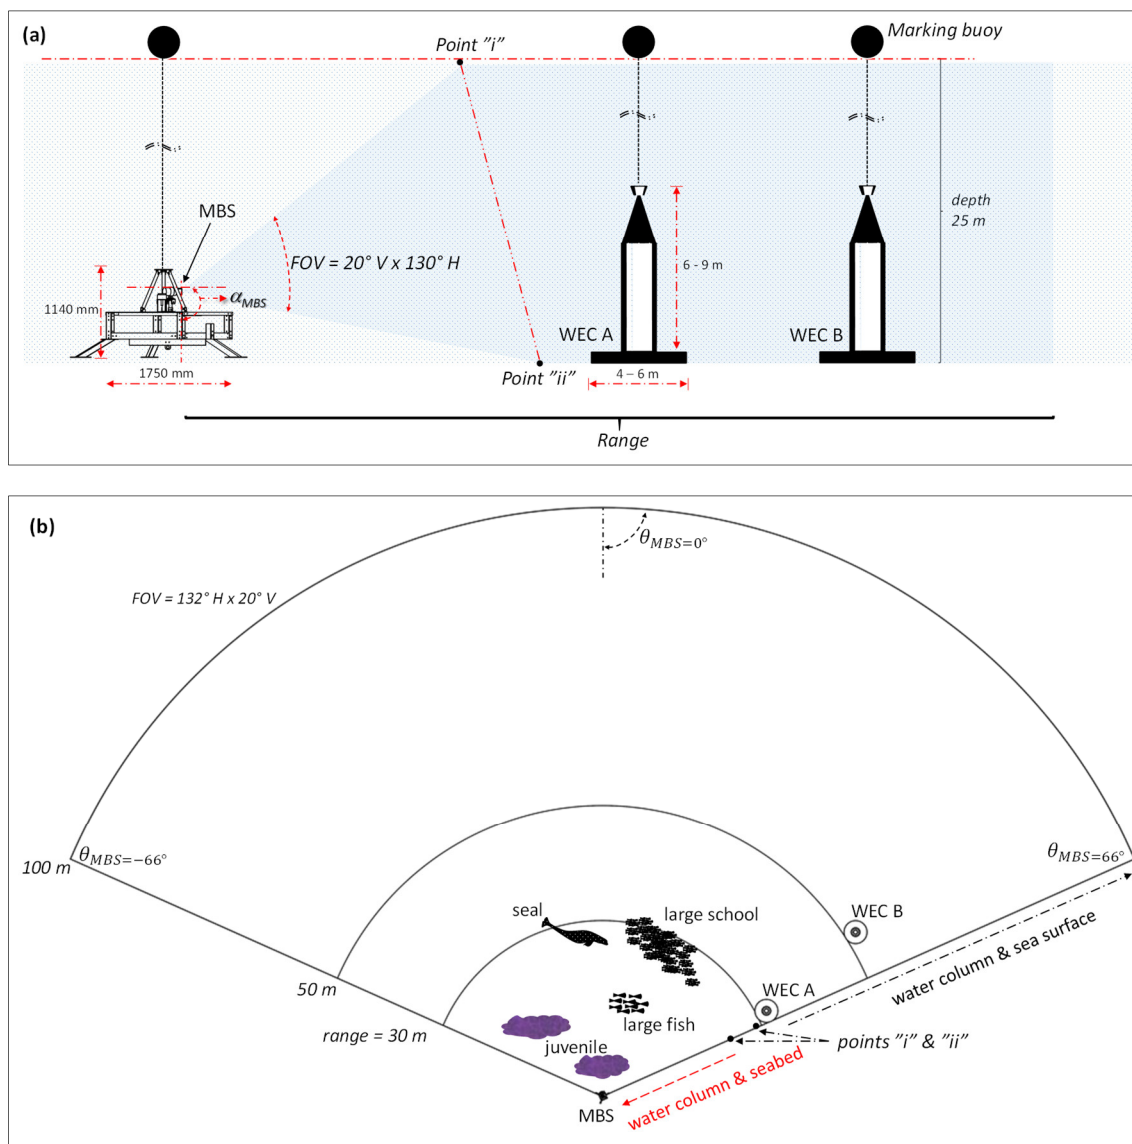 (a)
Marking buoy
Point "i"
MBS
depth
25 m
FOV = 20° V x 130° H
6 - 9 m
αMBS
1140 mm
WEC A
WEC B
1750 mm
Point "ii"
4 – 6 m
Range
(b)
θMBS=0°
FOV = 132° H x 20° V
θMBS=−66°
θMBS=66°
100 m
seal
large school
WEC B
water column & sea surface
50 m
WEC A
range = 30 m
large fish
juvenile
points "i" & "ii"
water column & seabed
MBS